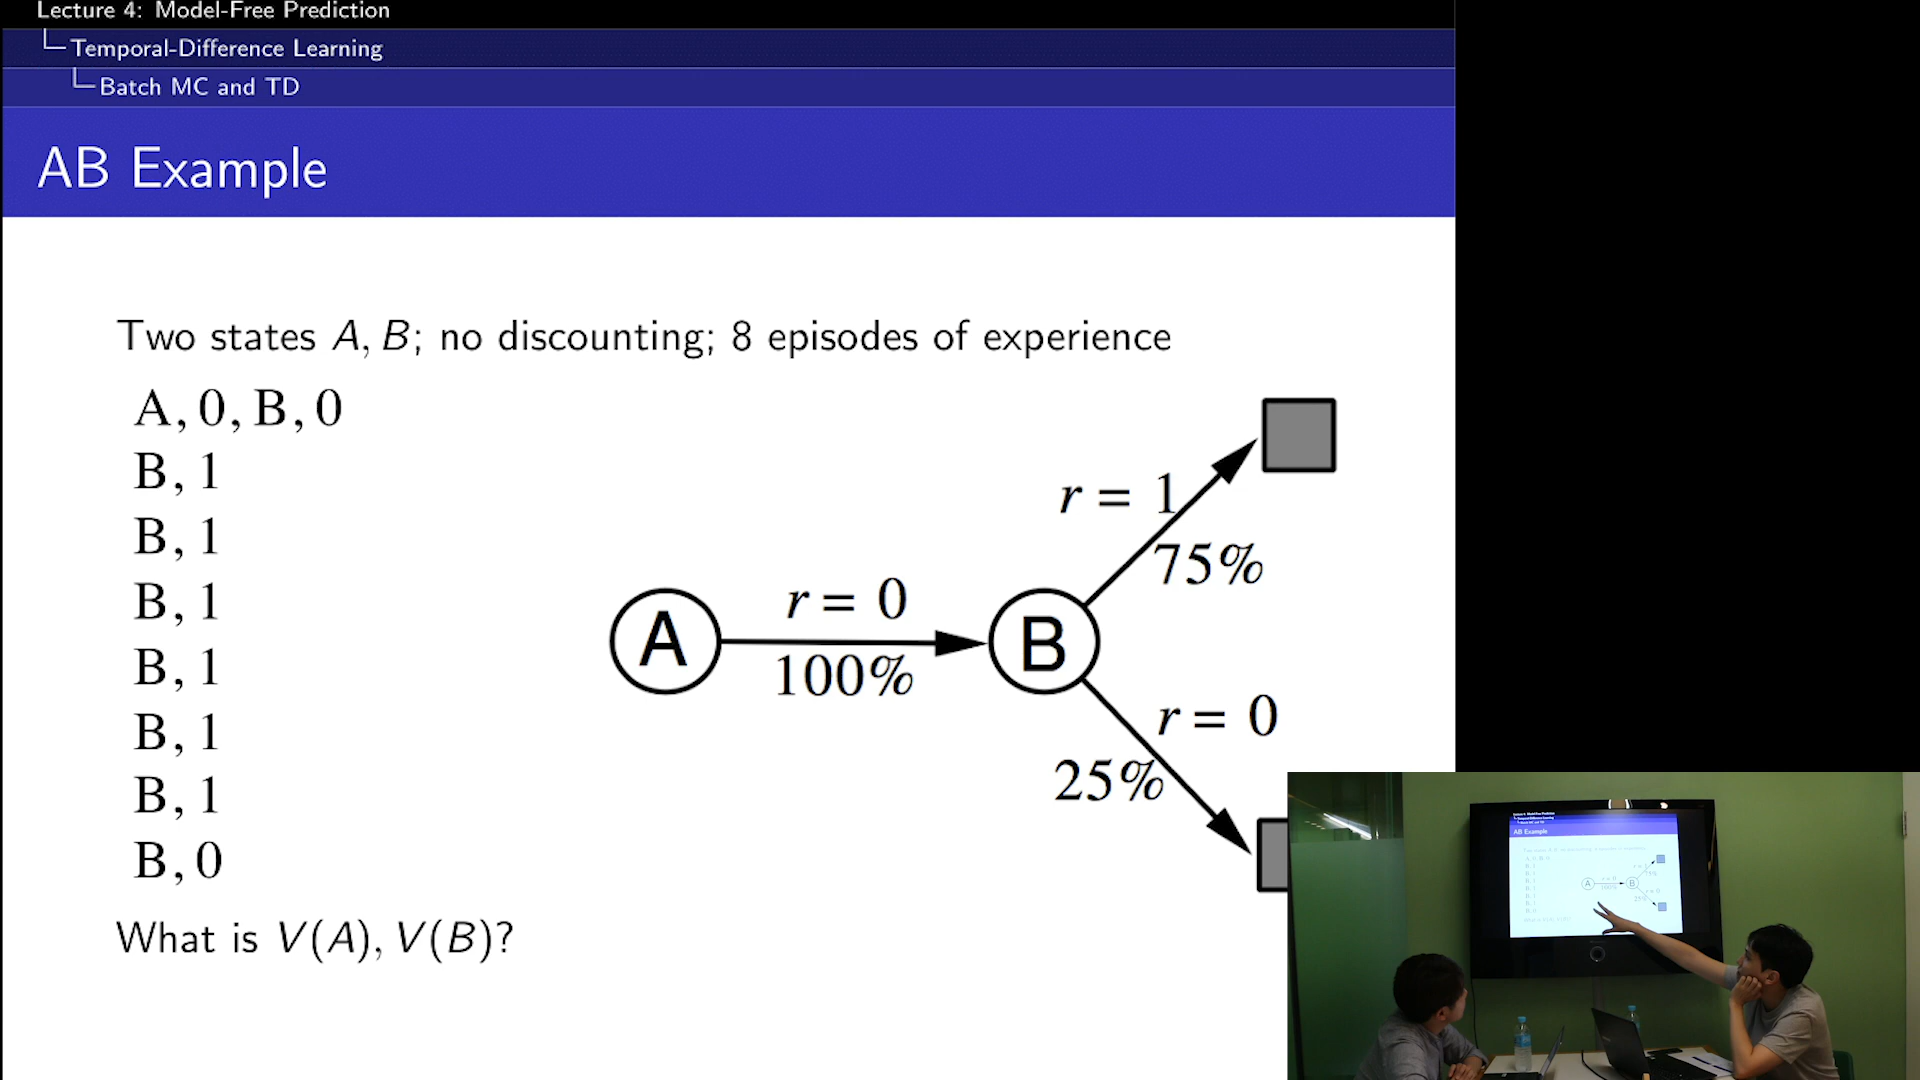 Lecture 4: Model-Free Prediction
Temporal-Difference Learning
Batch MC and TD
AB Example
Two states A, B; no discounting; 8 episodes of experience
A, 0, B, 0
B, 1
B, 1
B, 1
B, 1
B, 1
B, 1
B, 0
What is V(A), V(B)?
r = 1
75%
A
r = 0
100%
B
r = 0
25%
AB Example